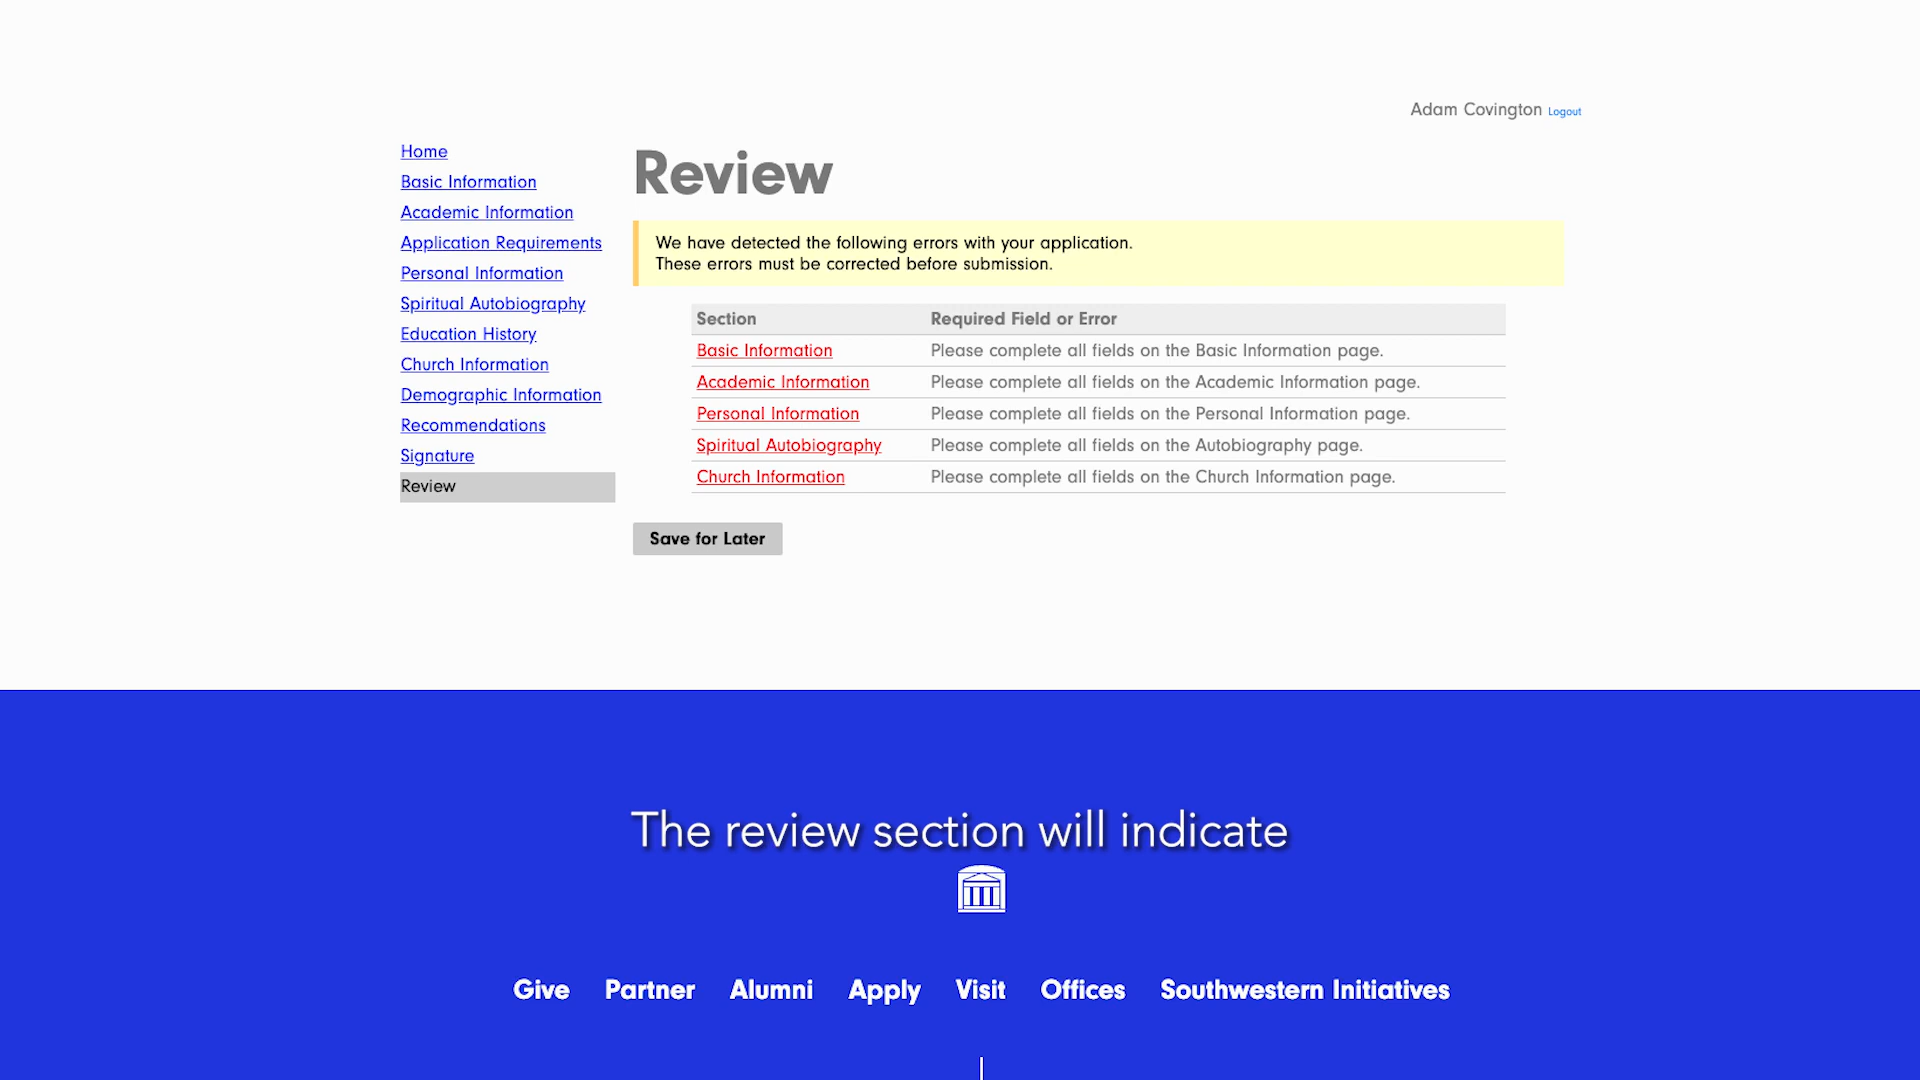 Adam Covington Logout
Home
Basic Information
Academic Information
Application Requirements
Personal Information
Spiritual Autobiography
Education History
Church Information
Demographic Information
Recommendations
Signature
Review
Review
We have detected the following errors with your application.
These errors must be corrected before submission.
Section Required Field or Error
Basic Information Please complete all fields on the Basic Information page.
Academic Information Please complete all fields on the Academic Information page.
Personal Information Please complete all fields on the Personal Information page.
Spiritual Autobiography Please complete all fields on the Autobiography page.
Church Information Please complete all fields on the Church Information page.
Save for Later
The review section will indicate
Give Partner Alumni Apply Visit Offices Southwestern Initiatives